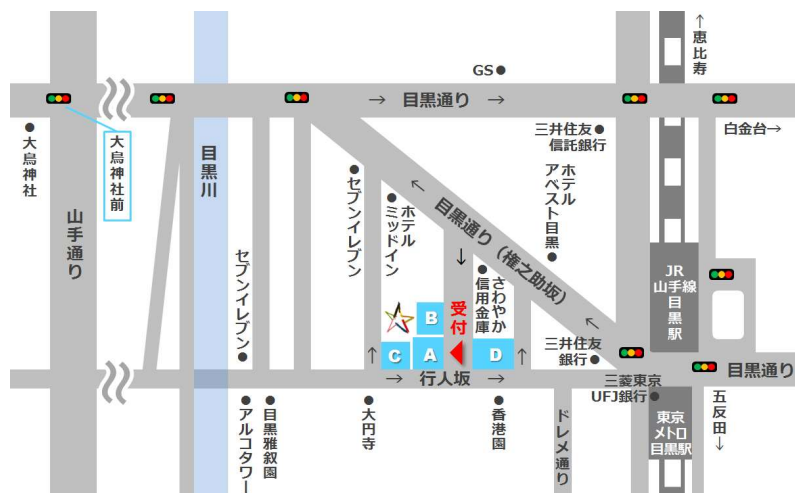 ↑恵比寿
GS●
→ 目黒通り →
大鳥神社前
●大鳥神社
目黒川
三井住友●
信託銀行
白金台→
山手通り
●セブンイレブン
●ホテル
ミッドイン
← 目黒通り（権之助坂） ←
ホテル
アベスト目黒●
JR
山手線
目黒駅
セブンイレブン●
↓
受付
●さわやか
信用金庫
B
C
A
D
↑
↑
三井住友
銀行●
→ 行人坂 →
三菱東京
UFJ銀行●
目黒通り
●アルコタワー
●目黒雅叙園
●大円寺
●香港園
ドレメ通り
東京
メトロ
目黒駅
五反田→